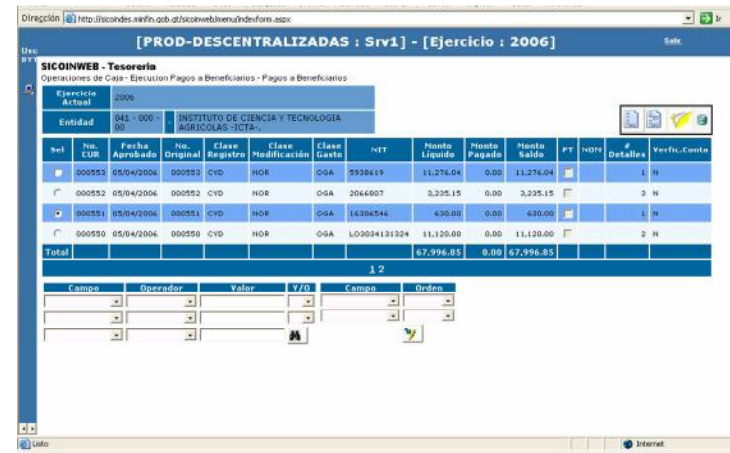 Dirección http://sicoindes.minfin.gob.gt/sicoinweb/menu/indexform.aspx Ir
[PROD-DESCENTRALIZADAS : Srv1] - [Ejercicio : 2006] Salir
Usu
SICOINWEB - Tesoreria
Operaciones de Caja - Ejecucion Pagos a Beneficiarios - Pagos a Beneficiarios
Ejercicio Actual 2006
Entidad 041 - 000 - 00 - INSTITUTO DE CIENCIA Y TECNOLOGIA AGRICOLAS -ICTA-.
Sel No. CUR Fecha Aprobado No. Original Clase Registro Clase Modificación Clase Gasto NIT Monto Líquido Monto Pagado Monto Saldo PT NON # Detalles Verfic.Conta
000553 05/04/2006 000553 CYD NOR OGA 5938619 11,276.04 0.00 11,276.04 1 N
000552 05/04/2006 000552 CYD NOR OGA 2066807 3,235.15 0.00 3,235.15 3 N
000551 05/04/2006 000551 CYD NOR OGA 16306546 630.00 0.00 630.00 1 N
000550 05/04/2006 000550 CYD NOR OGA LO3034131324 11,120.00 0.00 11,120.00 2 N
Total 67,996.85 0.00 67,996.85
1 2
Campo Operador Valor Y/O Campo Orden
Listo Internet